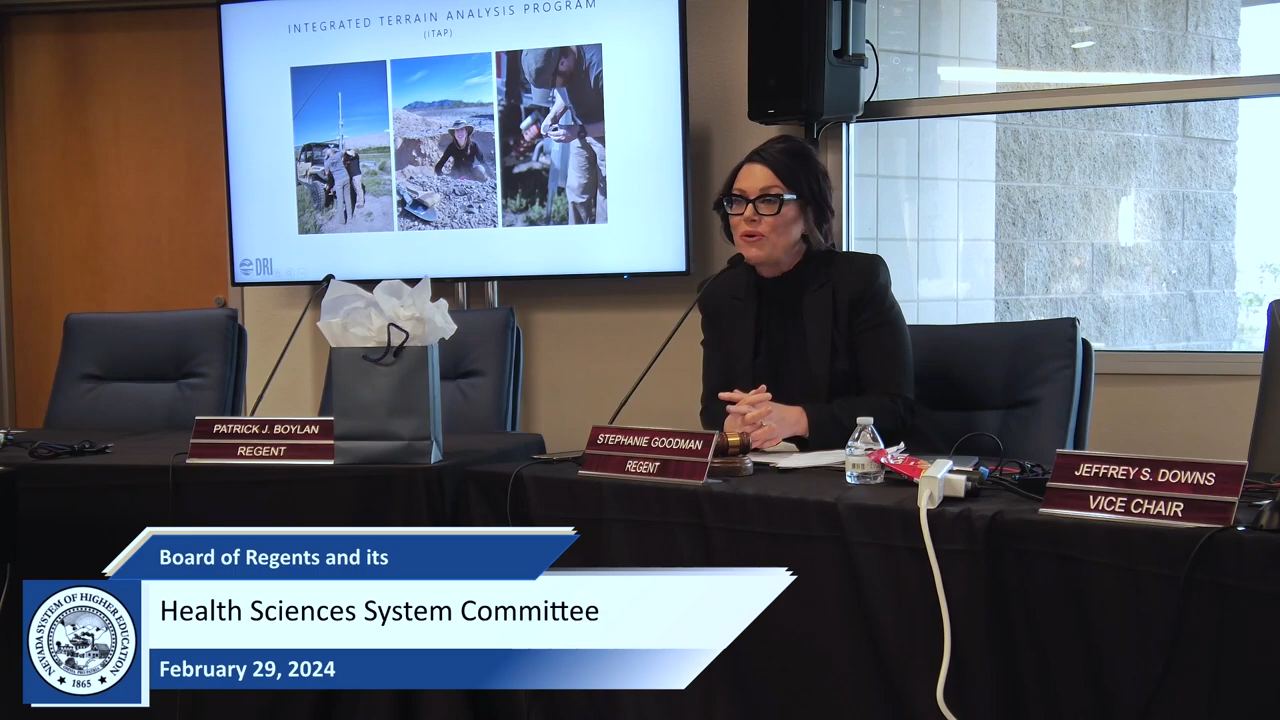 INTEGRATED TERRAIN ANALYSIS PROGRAM
(ITAP)
DRI
PATRICK J. BOYLAN
REGENT
STEPHANIE GOODMAN
REGENT
JEFFREY S. DOWNS
VICE CHAIR
Board of Regents and its
Health Sciences System Committee
February 29, 2024
NEVADA SYSTEM OF HIGHER EDUCATION
1865